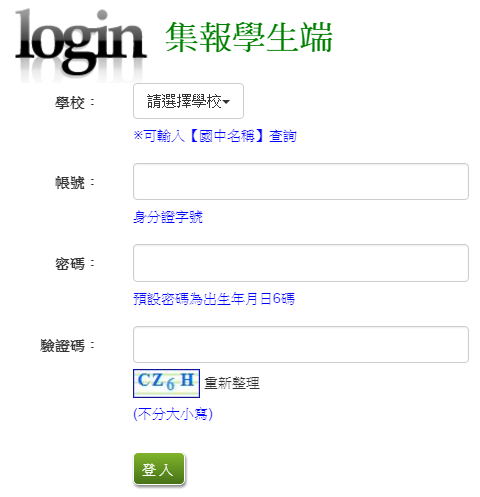 login 集報學生端
學校： 請選擇學校
※可輸入【國中名稱】查詢
帳號：
身分證字號
密碼：
預設密碼為出生年月日6碼
驗證碼：
CZ6H 重新整理
(不分大小寫)
登入